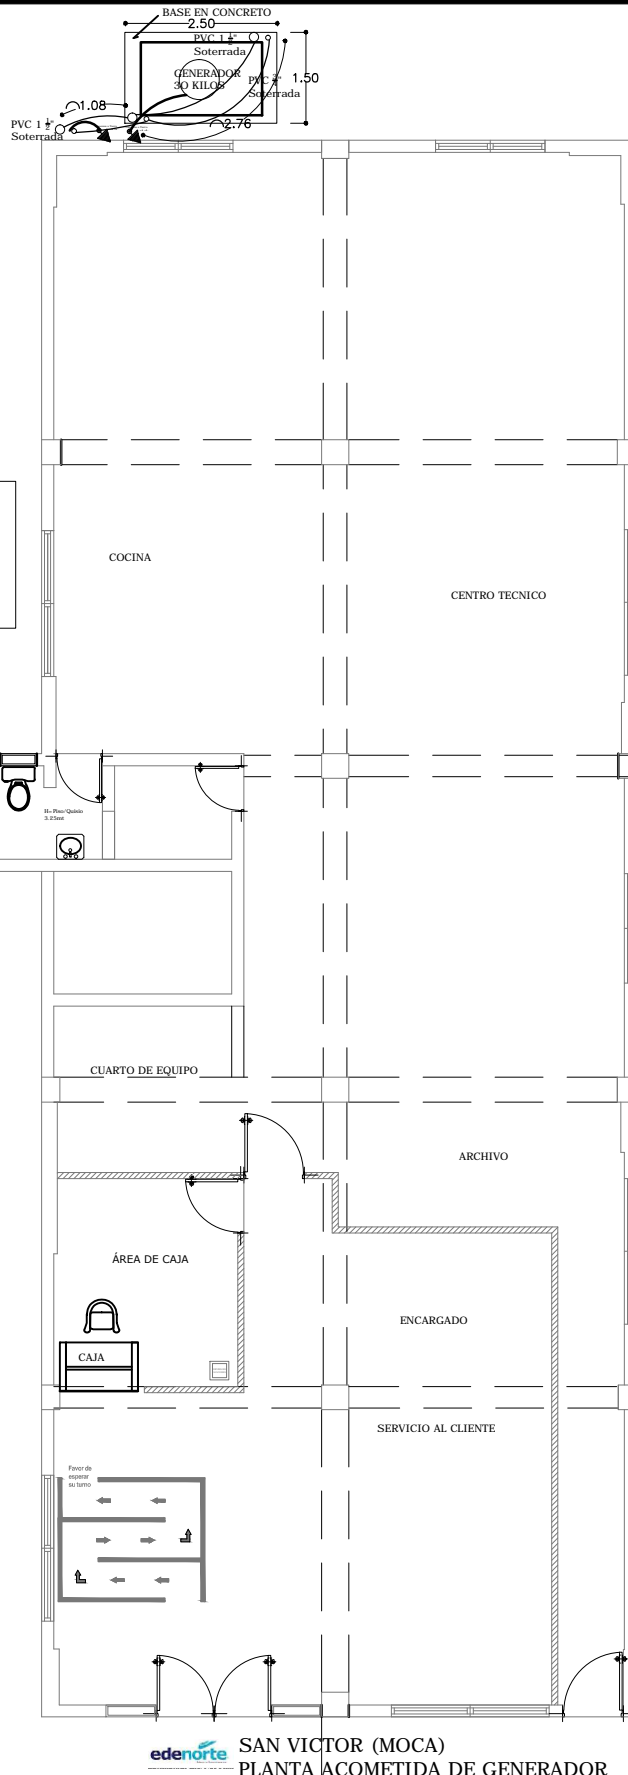 BASE EN CONCRETO
2.50
PVC 1 ½"
Soterrada
GENERADOR
30 KILOS
PVC ¾"
Soterrada
1.50
1.08
PVC 1 ½"
Soterrada
2.76
COCINA
CENTRO TECNICO
H= Piso/Quisin
3.25mt
CUARTO DE EQUIPO
ARCHIVO
ÁREA DE CAJA
ENCARGADO
CAJA
SERVICIO AL CLIENTE
Favor de
esperar
su turno
edenorte
SAN VICTOR (MOCA)
PLANTA ACOMETIDA DE GENERADOR